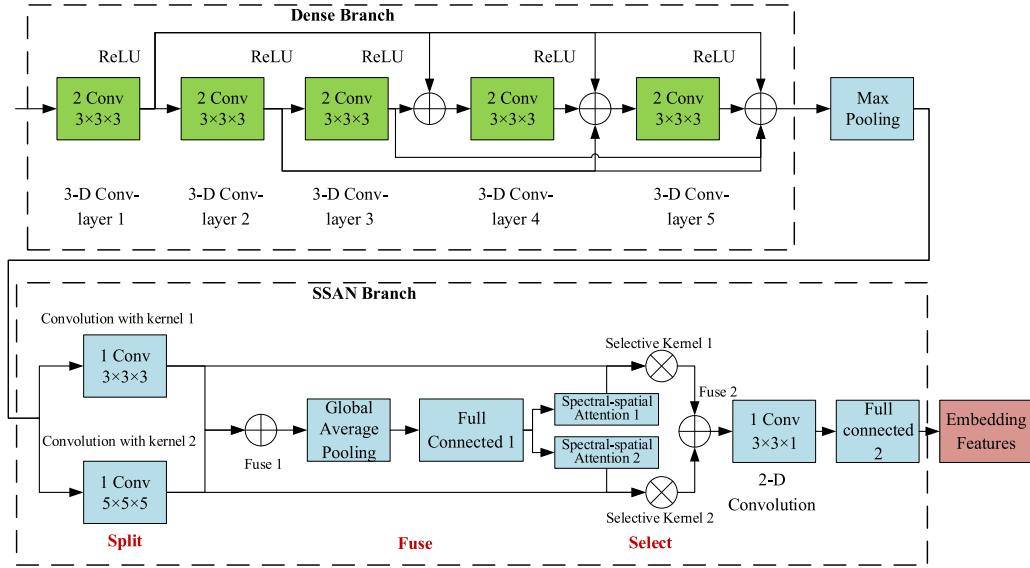 Dense Branch
ReLU
ReLU
ReLU
ReLU
ReLU
2 Conv
3×3×3
2 Conv
3×3×3
2 Conv
3×3×3
2 Conv
3×3×3
2 Conv
3×3×3
Max
Pooling
3-D Conv-
layer 1
3-D Conv-
layer 2
3-D Conv-
layer 3
3-D Conv-
layer 4
3-D Conv-
layer 5
SSAN Branch
Convolution with kernel 1
1 Conv
3×3×3
Convolution with kernel 2
1 Conv
5×5×5
Split
Fuse 1
Global
Average
Pooling
Full
Connected 1
Fuse
Selective Kernel 1
Spectral-spatial
Attention 1
Spectral-spatial
Attention 2
Selective Kernel 2
Select
Fuse 2
1 Conv
3×3×1
2-D
Convolution
Full
connected
2
Embedding
Features